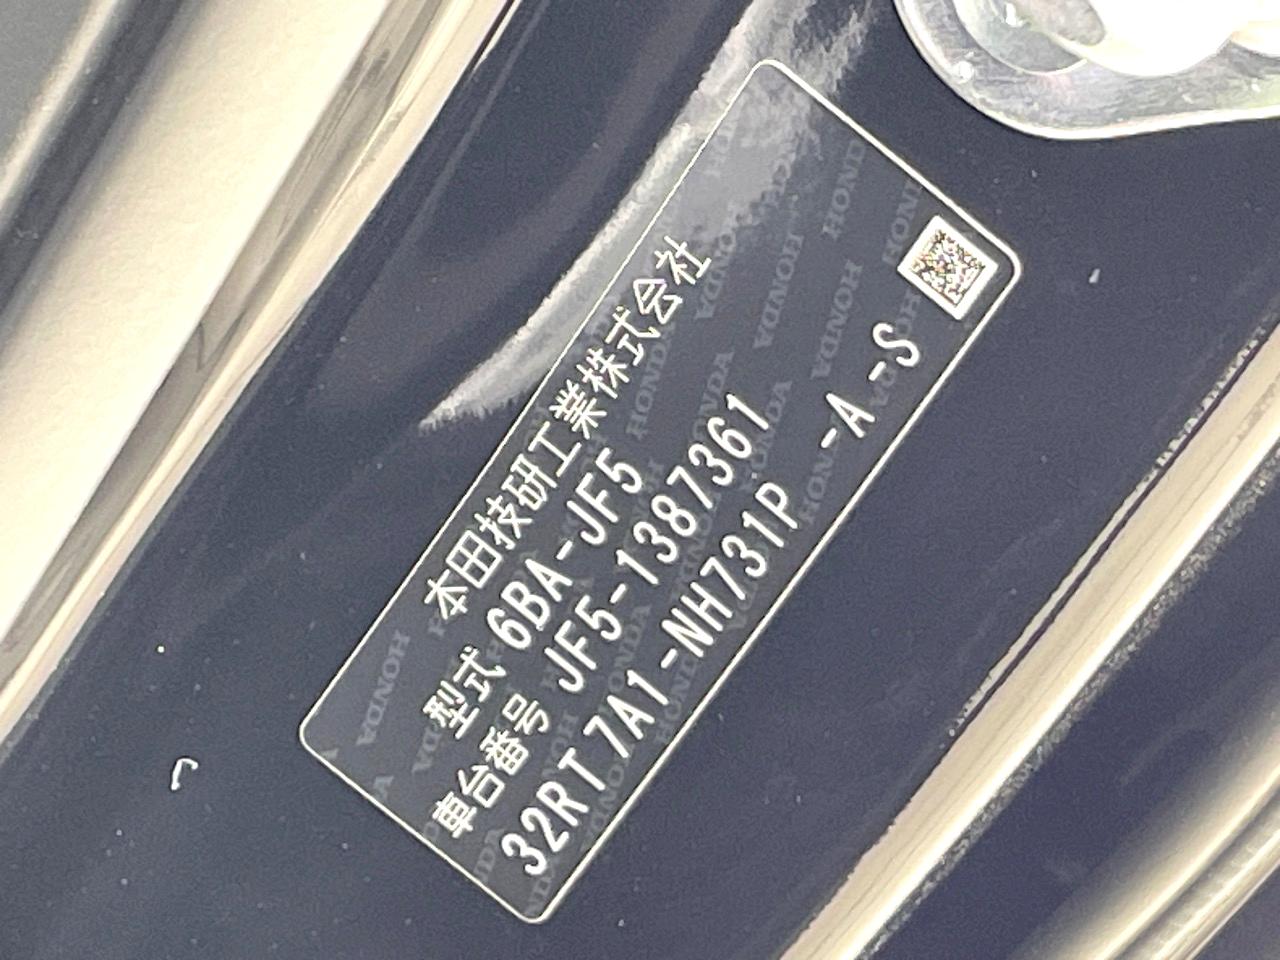 本田技研工業株式会社
型式 6BA-JF5
車台番号 JF5-1387361
32RT7A1-NH731P -A -S